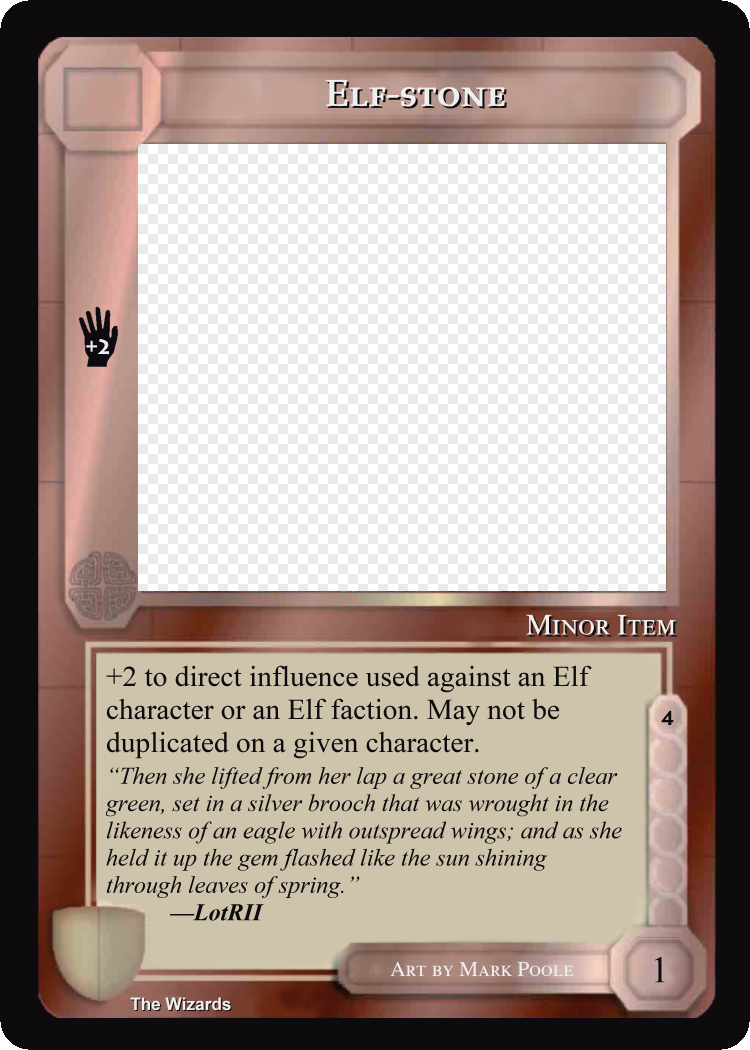 Elf-stone
+2
Minor Item
+2 to direct influence used against an Elf
character or an Elf faction. May not be
duplicated on a given character.
“Then she lifted from her lap a great stone of a clear
green, set in a silver brooch that was wrought in the
likeness of an eagle with outspread wings; and as she
held it up the gem flashed like the sun shining
through leaves of spring.”
—LotRII
4
Art by Mark Poole
1
The Wizards